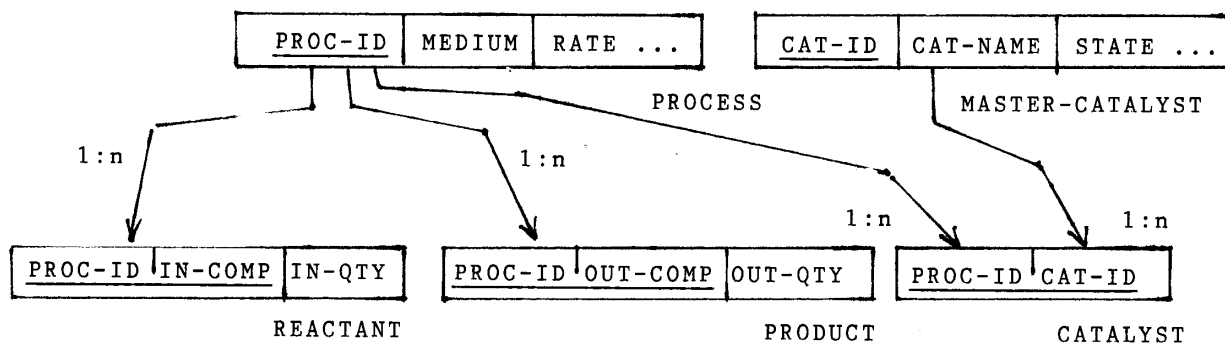 PROC-ID MEDIUM RATE ... CAT-ID CAT-NAME STATE ...
PROCESS MASTER-CATALYST
1:n 1:n 1:n 1:n
PROC-ID IN-COMP IN-QTY PROC-ID OUT-COMP OUT-QTY PROC-ID CAT-ID
REACTANT PRODUCT CATALYST